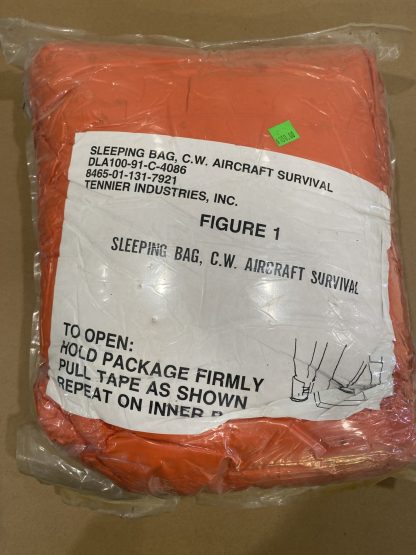 SLEEPING BAG, C.W. AIRCRAFT SURVIVAL
DLA100-91-C-4086
8465-01-131-7921
TENNIER INDUSTRIES, INC.
FIGURE 1
SLEEPING BAG, C.W. AIRCRAFT SURVIVAL
TO OPEN:
HOLD PACKAGE FIRMLY
PULL TAPE AS SHOWN
REPEAT ON INNER